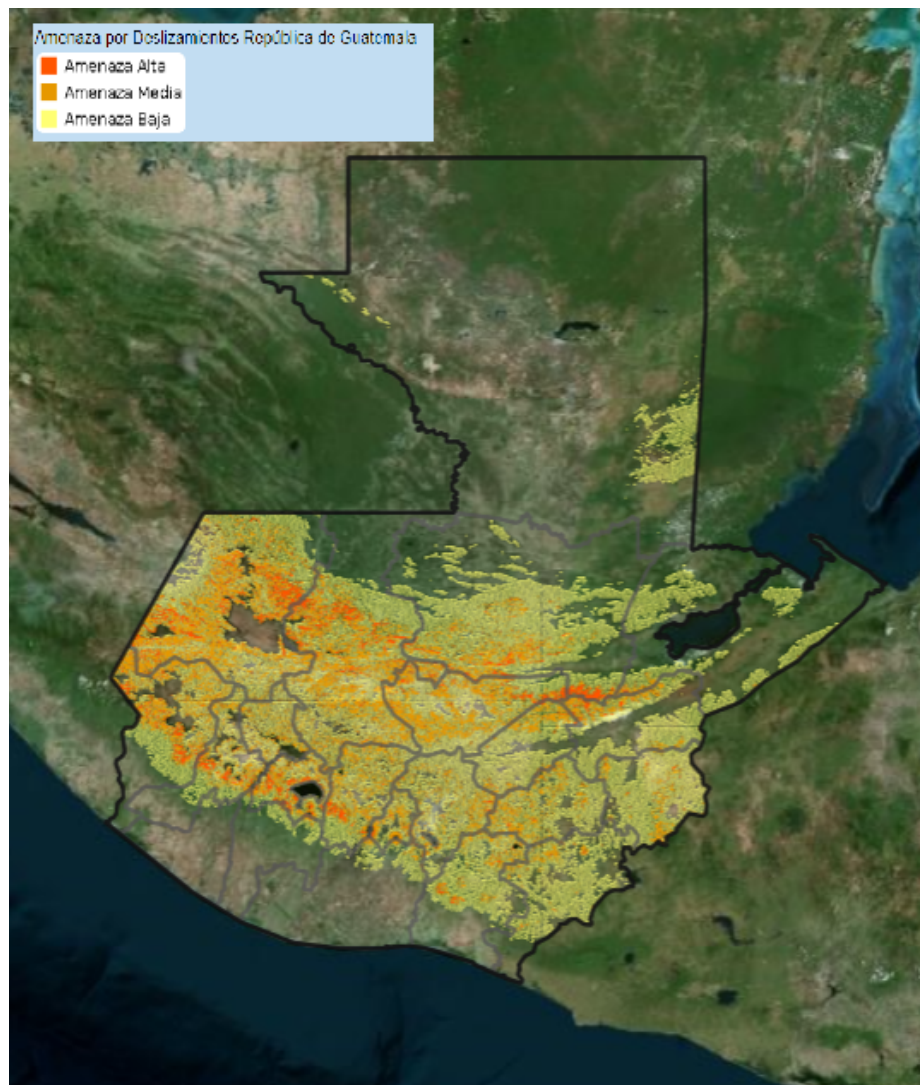 Amenaza por Deslizamientos República de Guatemala
Amenaza Alta
Amenaza Media
Amenaza Baja